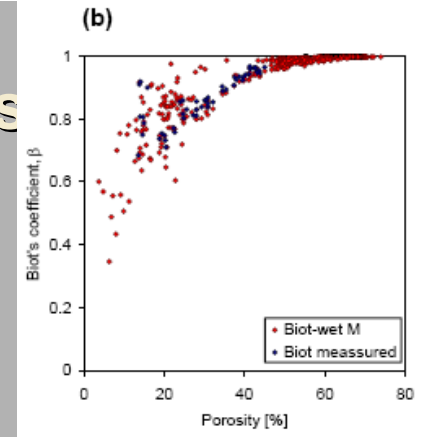 (b)
s
1
0.8
0.6
0.4
0.2
0
Biot's coefficient, β
0 20 40 60 80
Porosity [%]
Biot-wet M
Biot meassured